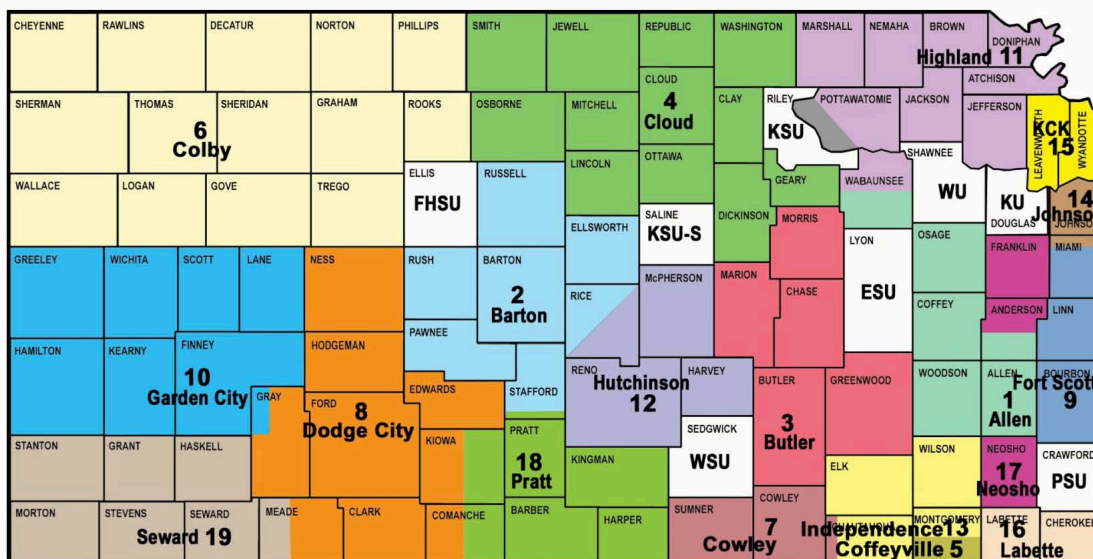 CHEYENNE
RAWLINS
DECATUR
NORTON
PHILLIPS
SMITH
JEWELL
REPUBLIC
WASHINGTON
MARSHALL
NEMAHA
BROWN
DONIPHAN
Highland 11
ATCHISON
SHERMAN
THOMAS
SHERIDAN
GRAHAM
ROOKS
OSBORNE
MITCHELL
CLOUD
4
Cloud
CLAY
RILEY
KSU
POTTAWATOMIE
JACKSON
JEFFERSON
LEAVENWORTH
WYANDOTTE
KCK
15
6
Colby
WALLACE
LOGAN
GOVE
TREGO
ELLIS
FHSU
RUSSELL
LINCOLN
OTTAWA
SALINE
KSU-S
DICKINSON
GEARY
WABAUNSEE
SHAWNEE
WU
KU
DOUGLAS
14
Johnson
JOHNSON
ELLSWORTH
MORRIS
LYON
ESU
OSAGE
FRANKLIN
MIAMI
GREELEY
WICHITA
SCOTT
LANE
NESS
RUSH
BARTON
2
Barton
RICE
McPHERSON
MARION
CHASE
COFFEY
ANDERSON
LINN
HAMILTON
KEARNY
FINNEY
10
Garden City
HODGEMAN
PAWNEE
STAFFORD
RENO
Hutchinson
12
HARVEY
BUTLER
3
Butler
GREENWOOD
WOODSON
ALLEN
1
Allen
BOURBON
Fort Scott
9
GRAY
FORD
8
Dodge City
EDWARDS
KIOWA
PRATT
18
Pratt
KINGMAN
SEDGWICK
WSU
ELK
WILSON
NEOSHO
17
Neosho
CRAWFORD
PSU
STANTON
GRANT
HASKELL
MORTON
STEVENS
SEWARD
Seward 19
MEADE
CLARK
COMANCHE
BARBER
HARPER
SUMNER
COWLEY
7
Cowley
CHAUTAUQUA
MONTGOMERY
Independence 13
Coffeyville 5
LABETTE
16
Labette
CHEROKEE